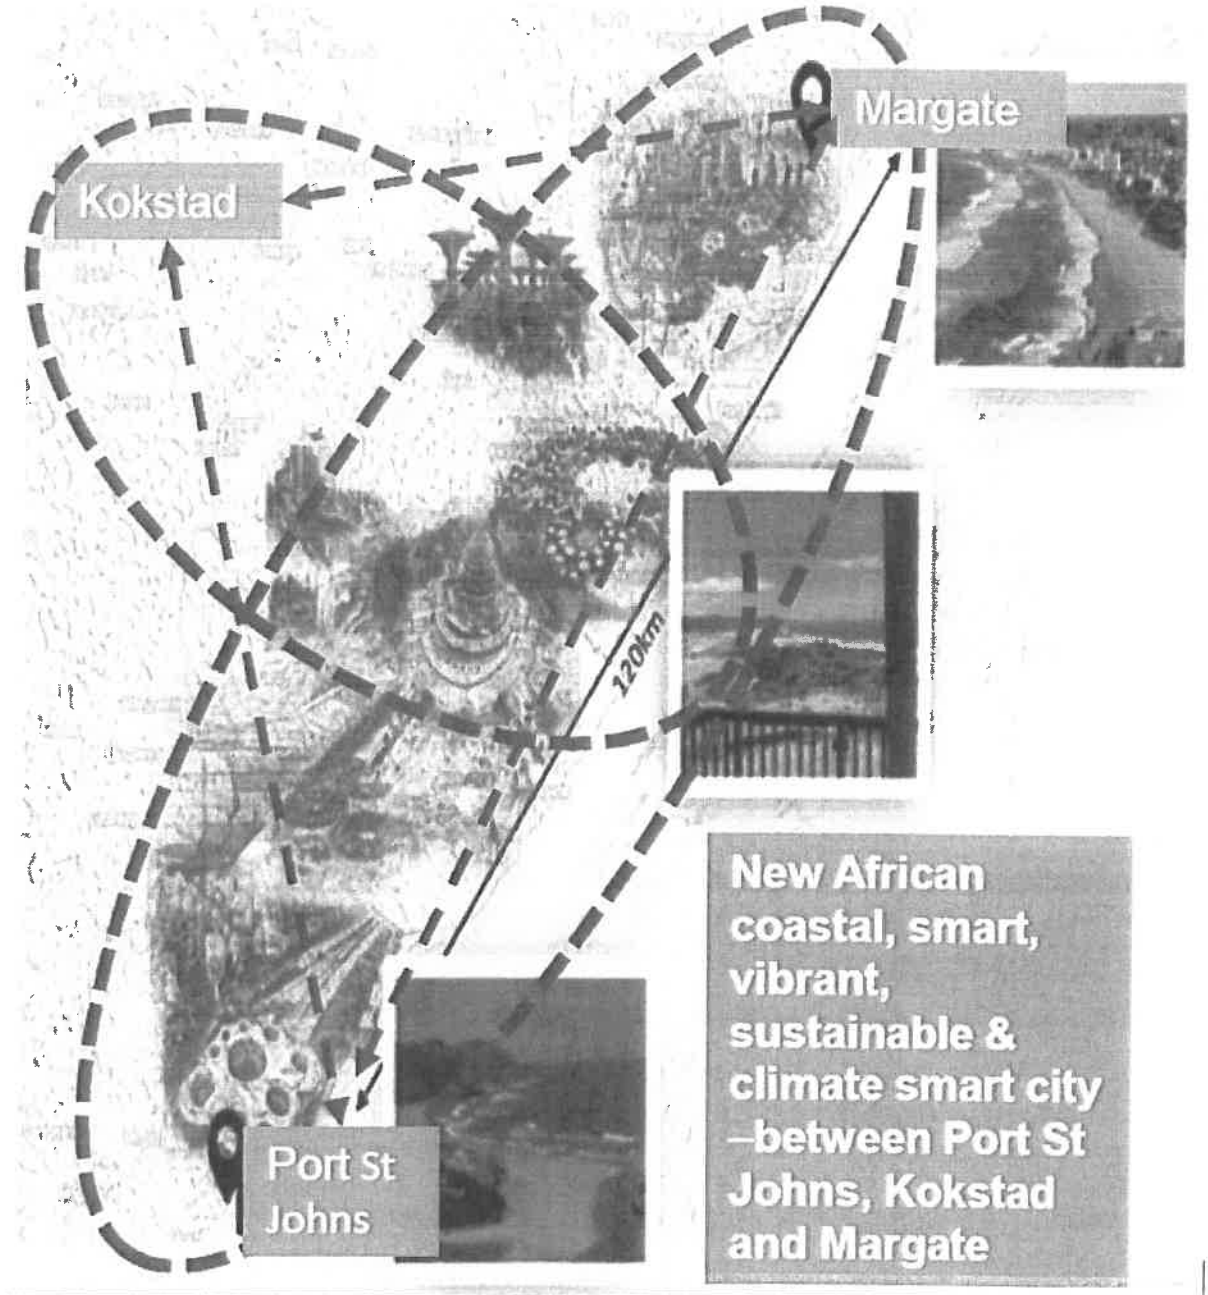 Margate
Kokstad
120km
Port St
Johns
New African
coastal, smart,
vibrant,
sustainable &
climate smart city
–between Port St
Johns, Kokstad
and Margate